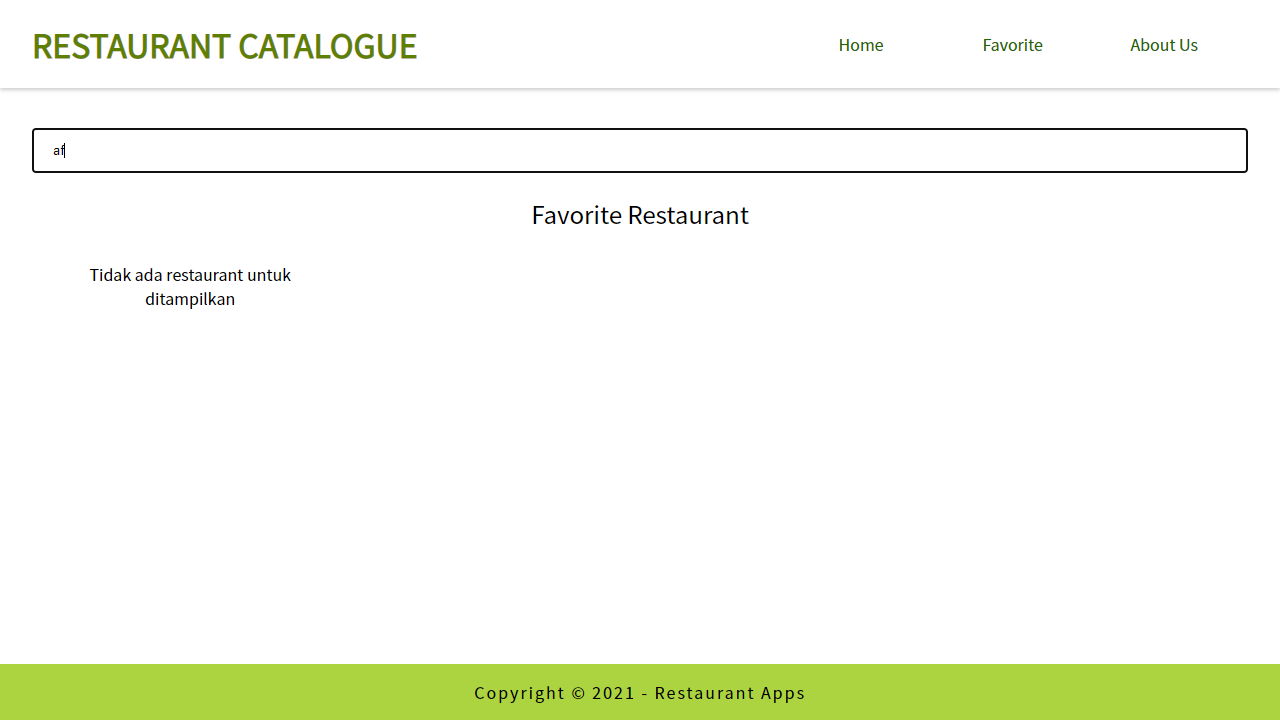 RESTAURANT CATALOGUE
Home
Favorite
About Us
af
Favorite Restaurant
Tidak ada restaurant untuk
ditampilkan
Copyright © 2021 - Restaurant Apps